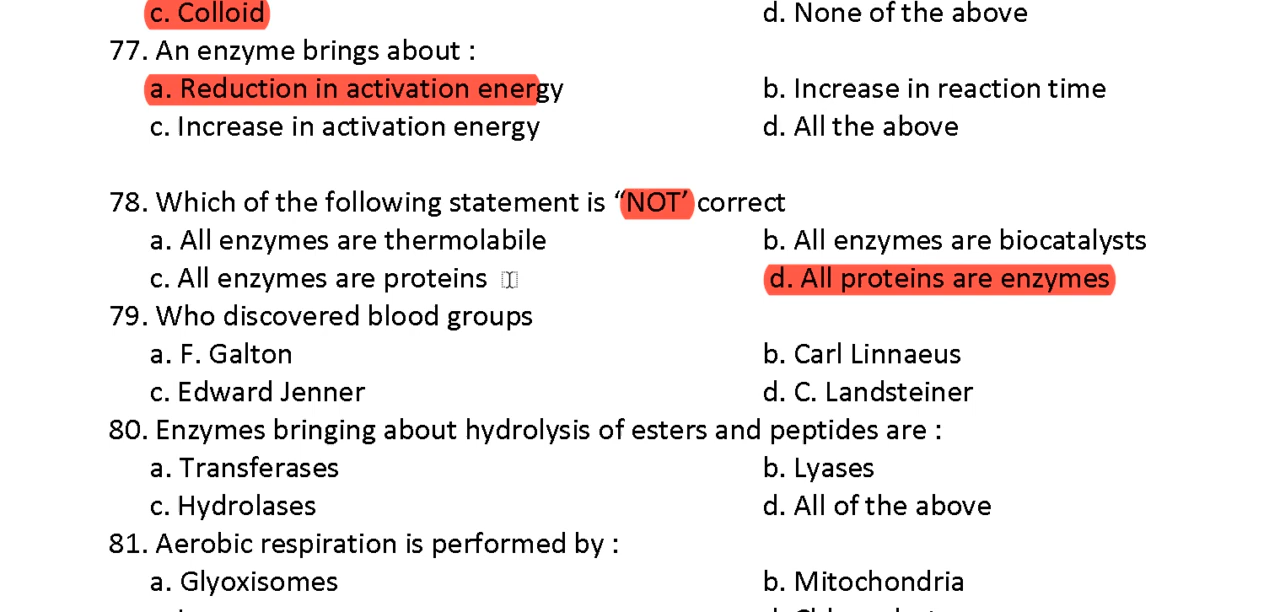 c. Colloid d. None of the above
77. An enzyme brings about :
a. Reduction in activation energy b. Increase in reaction time
c. Increase in activation energy d. All the above
78. Which of the following statement is “NOT’ correct
a. All enzymes are thermolabile b. All enzymes are biocatalysts
c. All enzymes are proteins d. All proteins are enzymes
79. Who discovered blood groups
a. F. Galton b. Carl Linnaeus
c. Edward Jenner d. C. Landsteiner
80. Enzymes bringing about hydrolysis of esters and peptides are :
a. Transferases b. Lyases
c. Hydrolases d. All of the above
81. Aerobic respiration is performed by :
a. Glyoxisomes b. Mitochondria